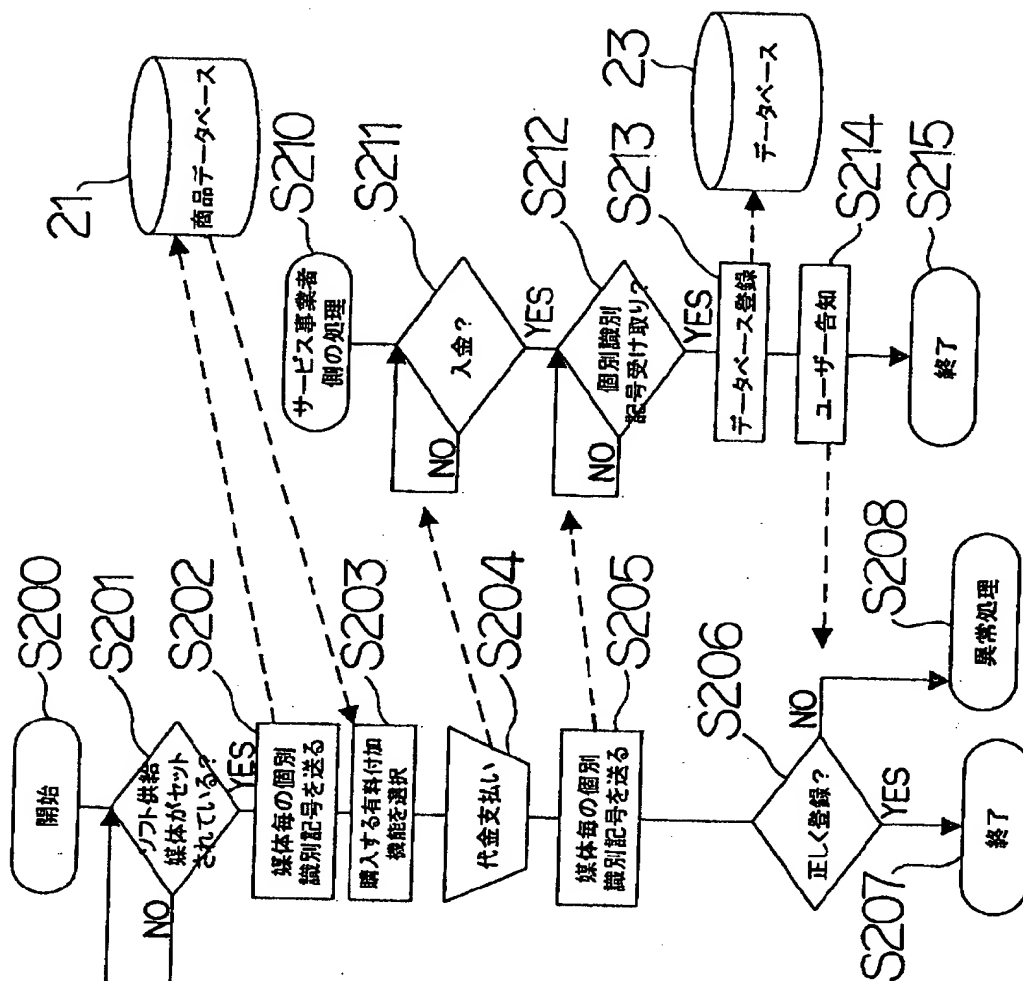 開始
S200
ソフト供給
媒体がセット
されている?
S201
NO
YES
媒体毎の個別
識別記号を送る
S202
購入する有料付加
機能を選択
S203
代金支払い
S204
媒体毎の個別
識別記号を送る
S205
正しく登録?
S206
NO
YES
終了
S207
異常処理
S208
商品データベース
21
サービス事業者
側の処理
S210
入金?
S211
NO
YES
個別識別
記号受け取り?
S212
NO
YES
データベース登録
S213
データベース
23
ユーザー告知
S214
終了
S215